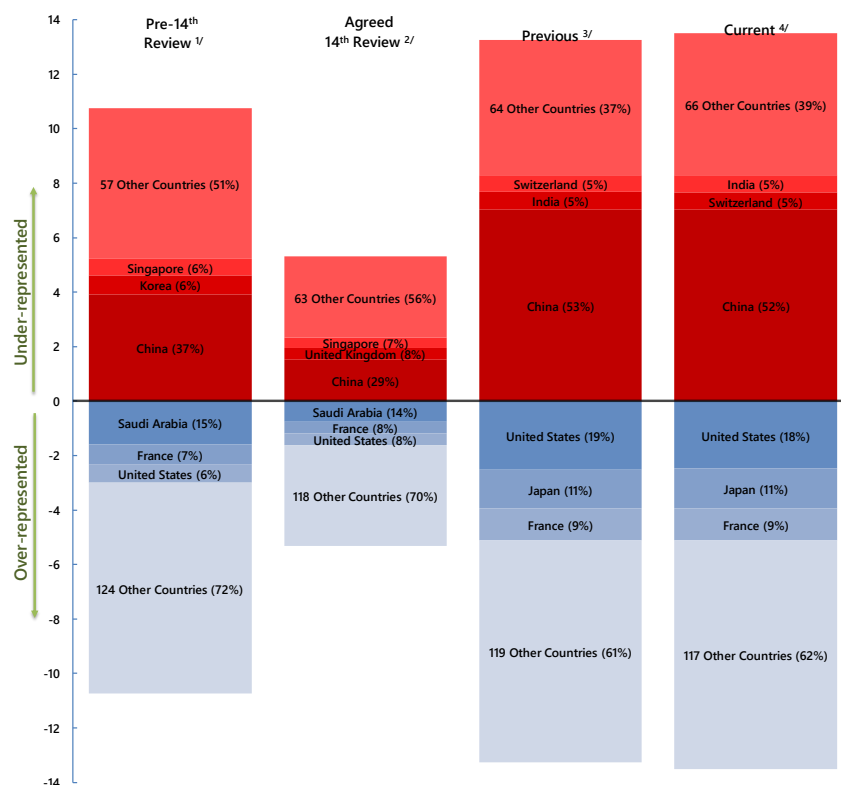 14
12
10
8
6
4
2
0
-2
-4
-6
-8
-10
-12
-14
Under-represented
Over-represented
Pre-14th
Review 1/
57 Other Countries (51%)
Singapore (6%)
Korea (6%)
China (37%)
Saudi Arabia (15%)
France (7%)
United States (6%)
124 Other Countries (72%)
Agreed
14th Review 2/
63 Other Countries (56%)
Singapore (7%)
United Kingdom (8%)
China (29%)
Saudi Arabia (14%)
France (8%)
United States (8%)
118 Other Countries (70%)
Previous 3/
64 Other Countries (37%)
Switzerland (5%)
India (5%)
China (53%)
United States (19%)
Japan (11%)
France (9%)
119 Other Countries (61%)
Current 4/
66 Other Countries (39%)
India (5%)
Switzerland (5%)
China (52%)
United States (18%)
Japan (11%)
France (9%)
117 Other Countries (62%)